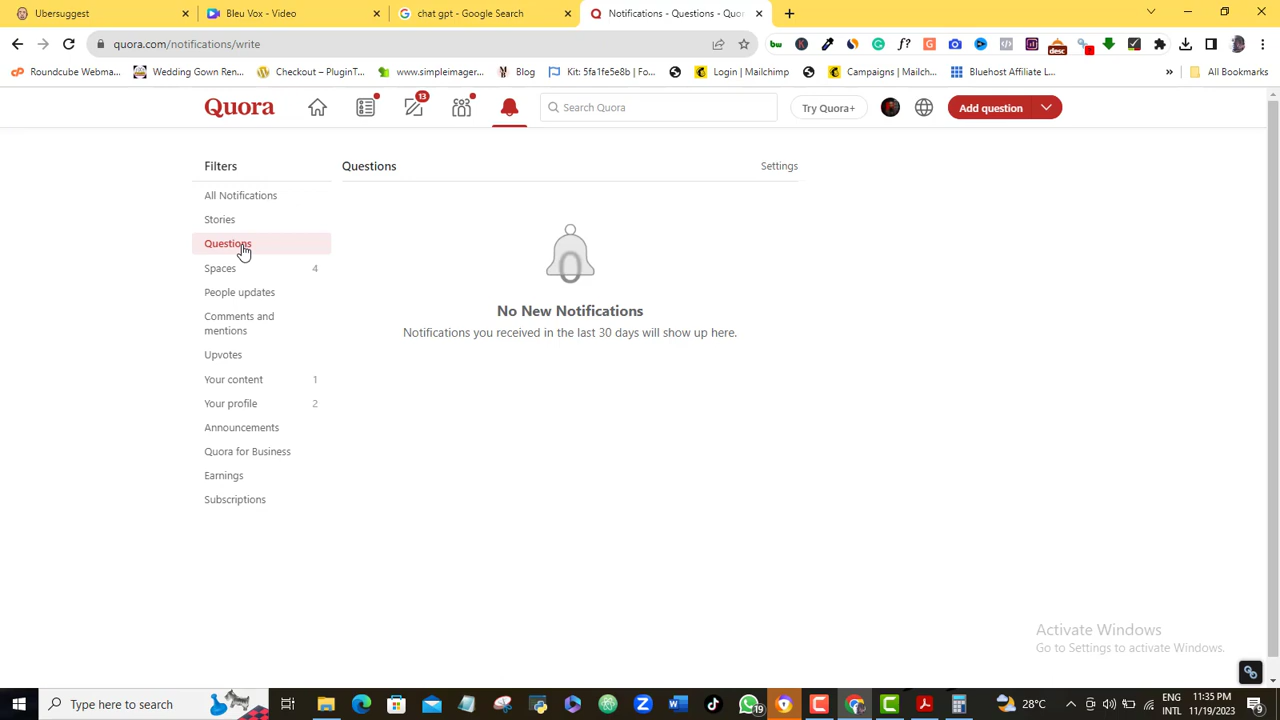 Ubersuggest
Bleu Vox - Video
chat gpt - Google Search
Notifications - Questions - Quor
quora.com/notifications/write
Roundcube Webma...
Wedding Gown Ren...
Checkout – PluginT...
www.simpleimager...
Blog
Kit: 5fa1fe5e8b | Fo...
Login | Mailchimp
Campaigns | Mailch...
Bluehost Affiliate L...
»
All Bookmarks
Quora
13
Search Quora
Try Quora+
Add question
Filters
All Notifications
Stories
Questions
Spaces 4
People updates
Comments and
mentions
Upvotes
Your content 1
Your profile 2
Announcements
Quora for Business
Earnings
Subscriptions
Questions
Settings
0
No New Notifications
Notifications you received in the last 30 days will show up here.
Activate Windows
Go to Settings to activate Windows.
Type here to search
19
28°C
ENG
INTL
11:35 PM
11/19/2023